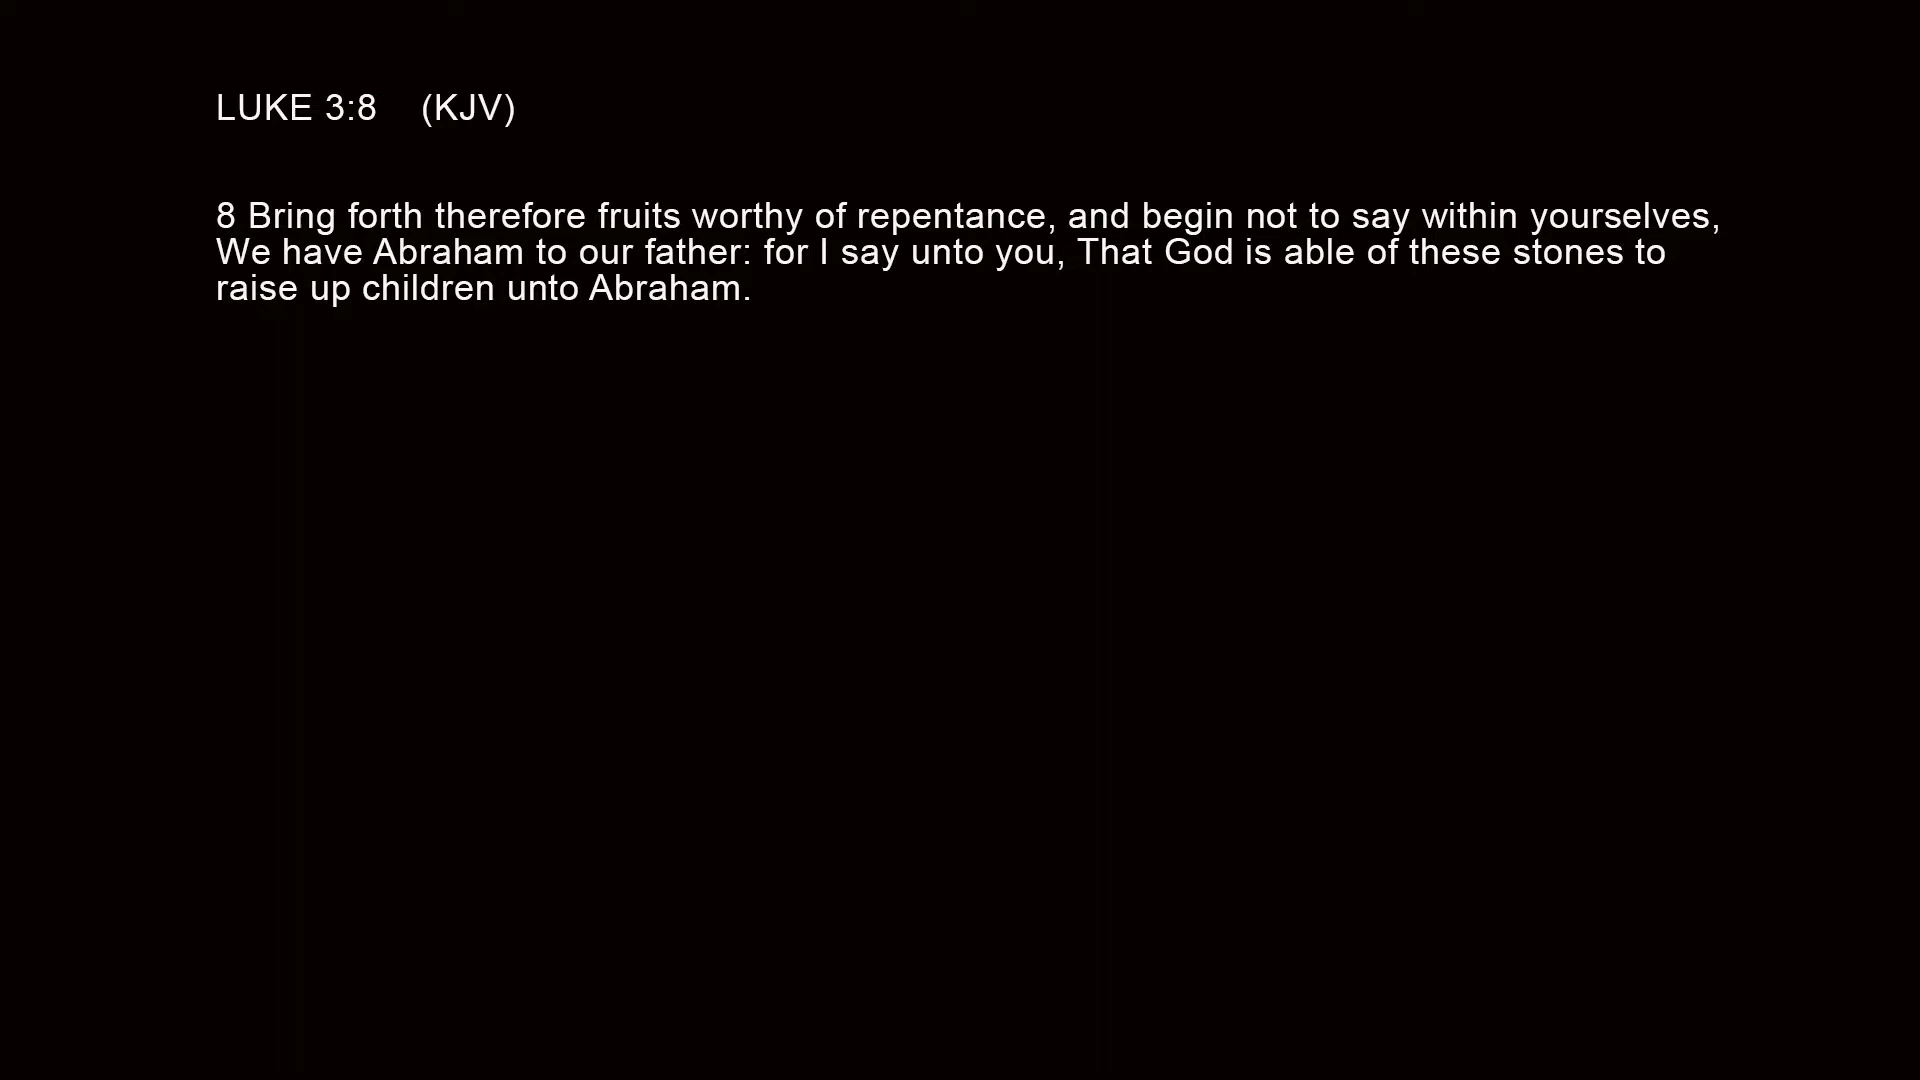 LUKE 3:8    (KJV)
8 Bring forth therefore fruits worthy of repentance, and begin not to say within yourselves,
We have Abraham to our father: for I say unto you, That God is able of these stones to
raise up children unto Abraham.